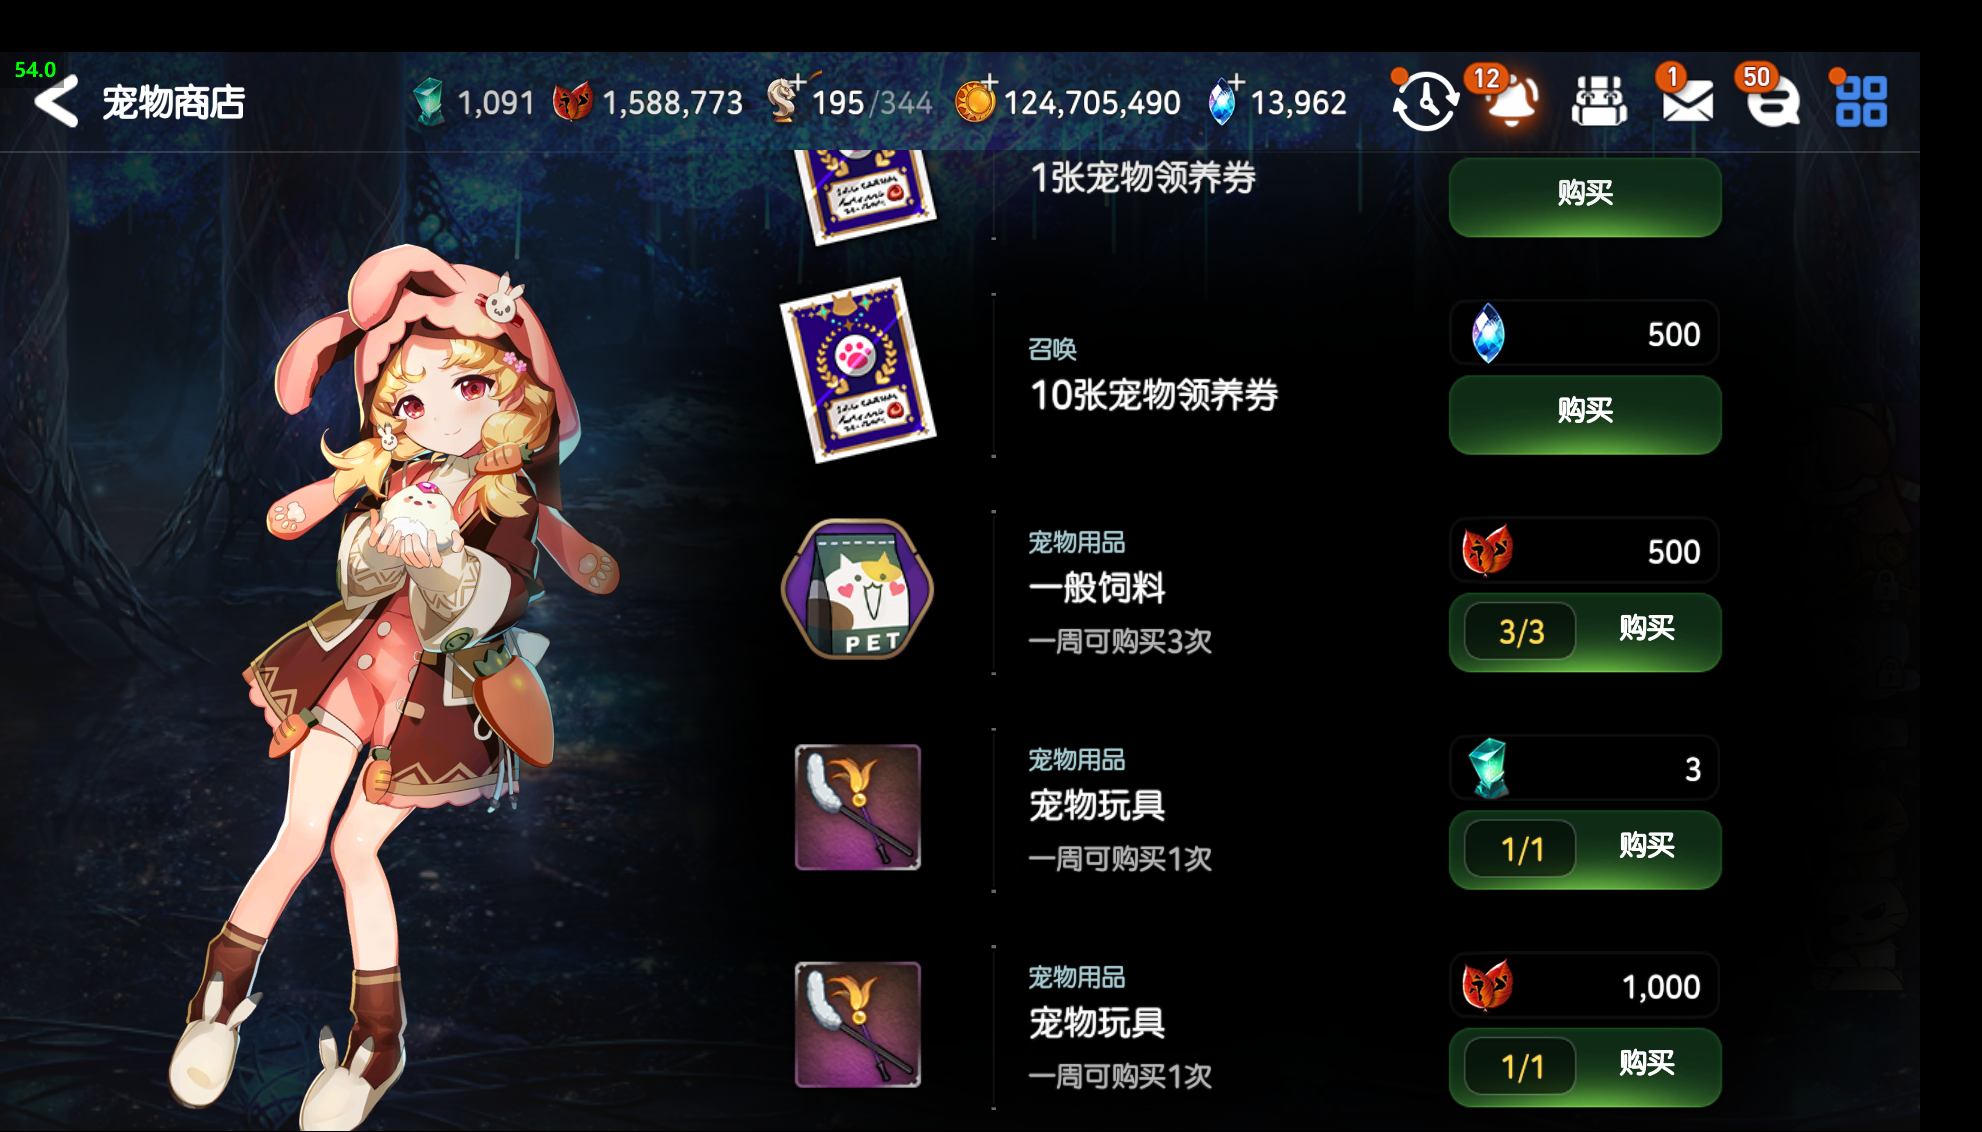 54.0
宠物商店
1,091
1,588,773
195/344
124,705,490
13,962
12
1
50
1张宠物领养券
购买
召唤
10张宠物领养券
500
购买
PET
宠物用品
一般饲料
一周可购买3次
500
3/3
购买
宠物用品
宠物玩具
一周可购买1次
3
1/1
购买
宠物用品
宠物玩具
一周可购买1次
1,000
1/1
购买